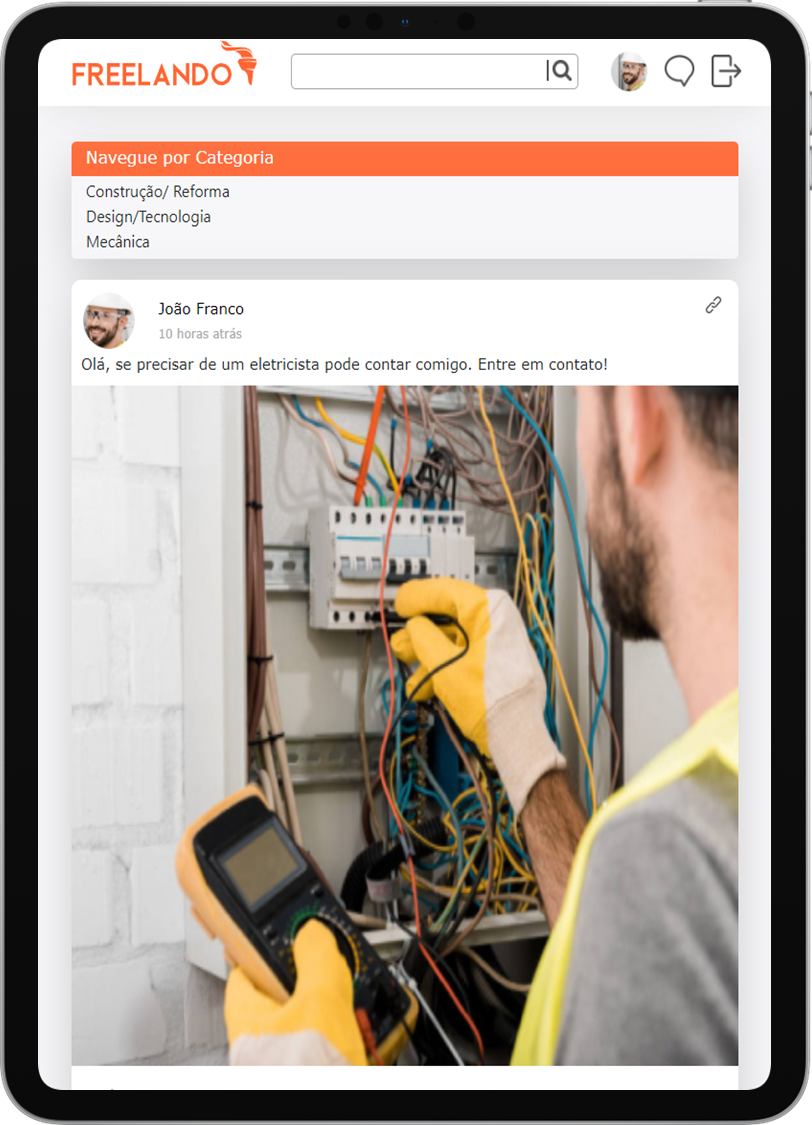 FREELANDO
Navegue por Categoria
Construção/ Reforma
Design/Tecnologia
Mecânica
João Franco
10 horas atrás
Olá, se precisar de um eletricista pode contar comigo. Entre em contato!